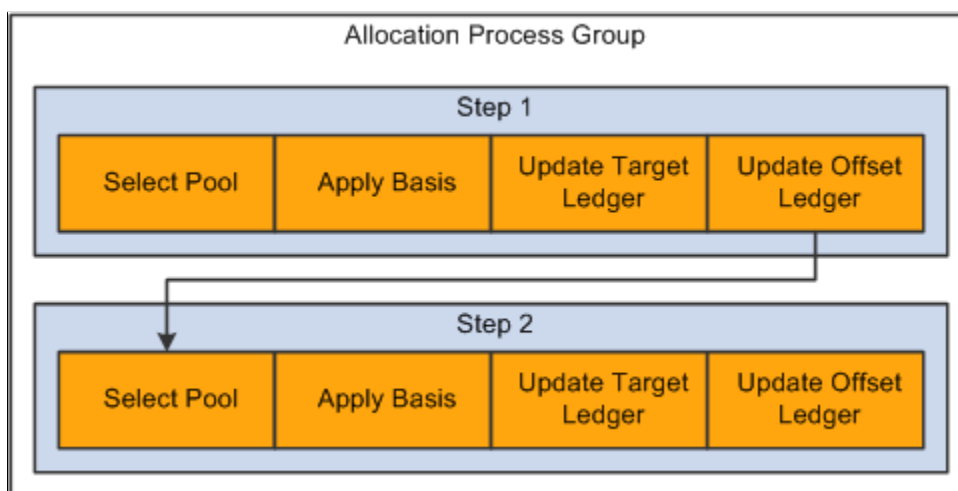 Allocation Process Group
Step 1
Select Pool
Apply Basis
Update Target
Ledger
Update Offset
Ledger
Step 2
Select Pool
Apply Basis
Update Target
Ledger
Update Offset
Ledger